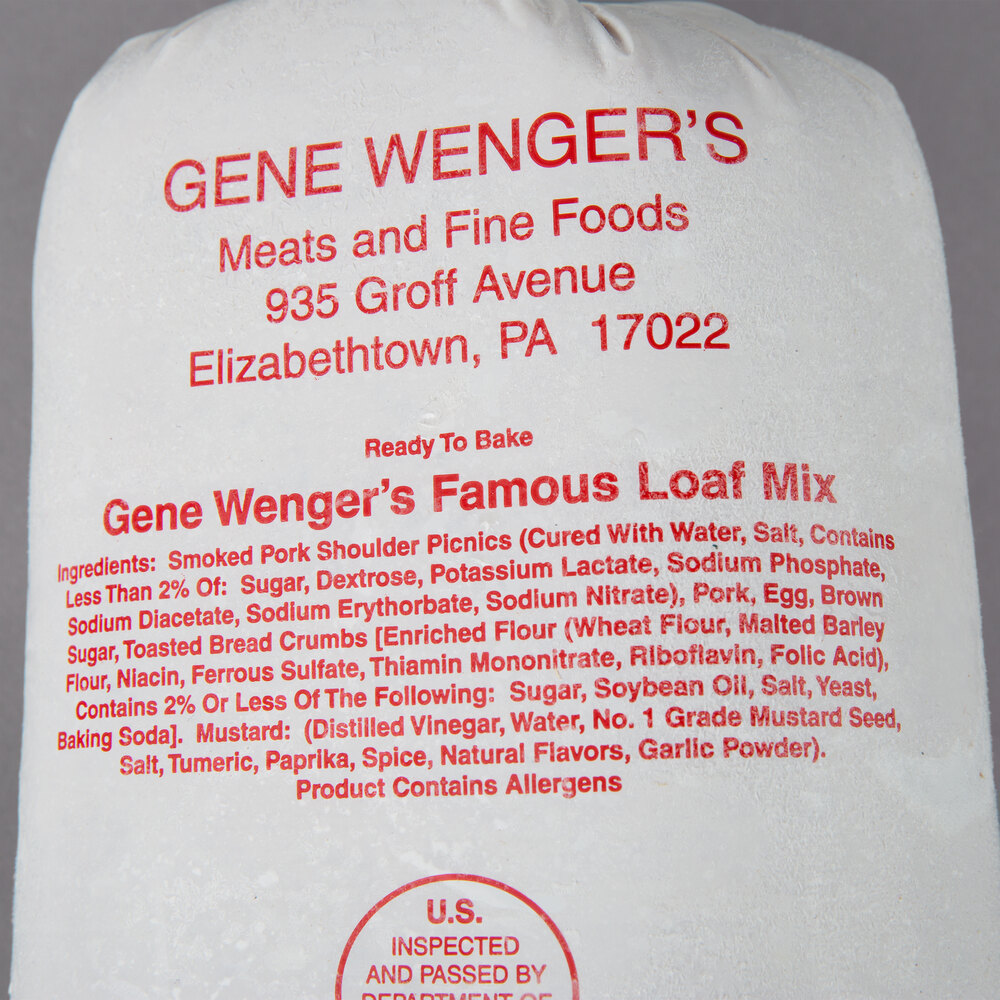 GENE WENGER'S
Meats and Fine Foods
935 Groff Avenue
Elizabethtown, PA 17022
Ready To Bake
Gene Wenger's Famous Loaf Mix
Ingredients: Smoked Pork Shoulder Picnics (Cured With Water, Salt, Contains
Less Than 2% Of: Sugar, Dextrose, Potassium Lactate, Sodium Phosphate,
Sodium Diacetate, Sodium Erythorbate, Sodium Nitrate), Pork, Egg, Brown
Sugar, Toasted Bread Crumbs [Enriched Flour (Wheat Flour, Malted Barley
Flour, Niacin, Ferrous Sulfate, Thiamin Mononitrate, Riboflavin, Folic Acid),
Contains 2% Or Less Of The Following: Sugar, Soybean Oil, Salt, Yeast,
Baking Soda]. Mustard: (Distilled Vinegar, Water, No. 1 Grade Mustard Seed,
Salt, Tumeric, Paprika, Spice, Natural Flavors, Garlic Powder).
Product Contains Allergens
U.S.
INSPECTED
AND PASSED BY
DEPARTMENT OF